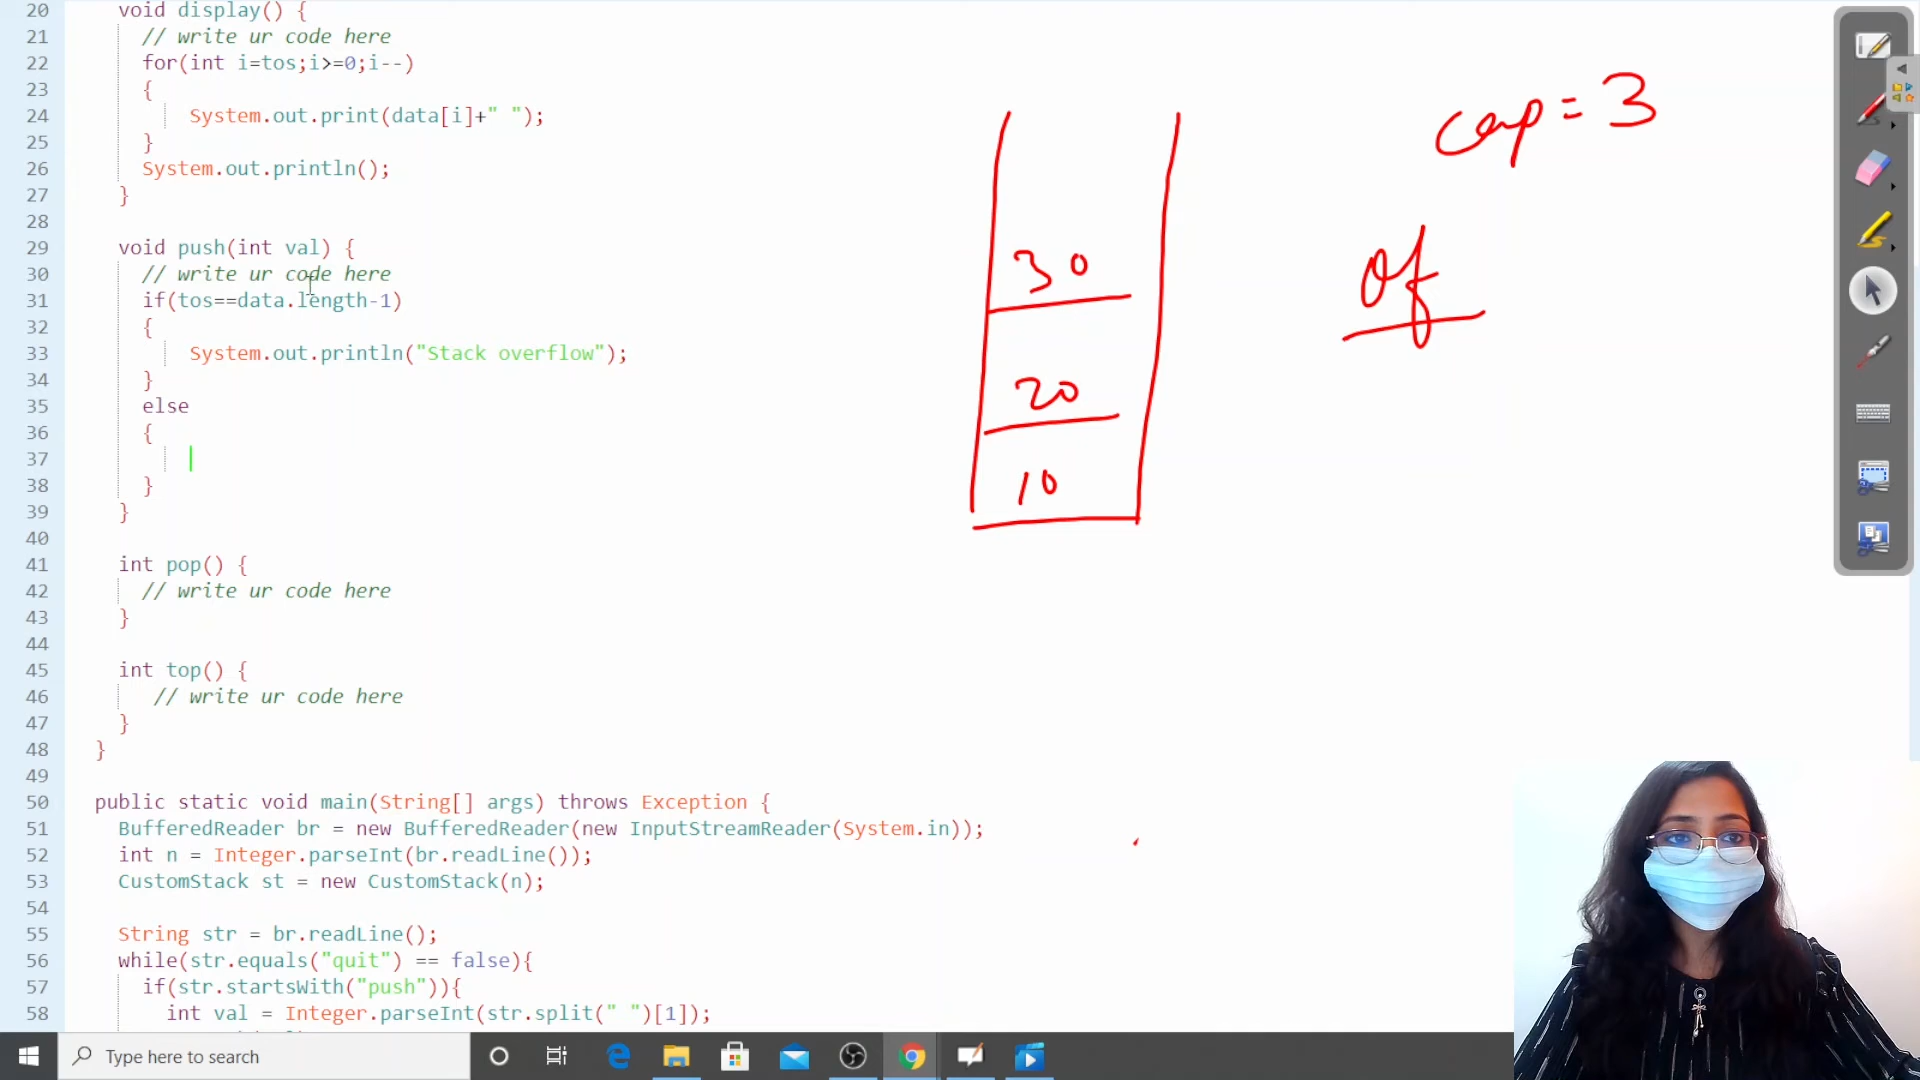 20 void display() {
21 // write ur code here
22 for(int i=tos;i>=0;i--)
23 {
24 System.out.print(data[i]+" ");
25 }
26 System.out.println();
27 }
28
29 void push(int val) {
30 // write ur code here
31 if(tos==data.length-1)
32 {
33 System.out.println("Stack overflow");
34 }
35 else
36 {
37
38 }
39 }
40
41 int pop() {
42 // write ur code here
43 }
44
45 int top() {
46 // write ur code here
47 }
48 }
49
50 public static void main(String[] args) throws Exception {
51 BufferedReader br = new BufferedReader(new InputStreamReader(System.in));
52 int n = Integer.parseInt(br.readLine());
53 CustomStack st = new CustomStack(n);
54
55 String str = br.readLine();
56 while(str.equals("quit") == false){
57 if(str.startsWith("push")){
58 int val = Integer.parseInt(str.split(" ")[1]);
cap = 3
Of
30
20
10
Type here to search